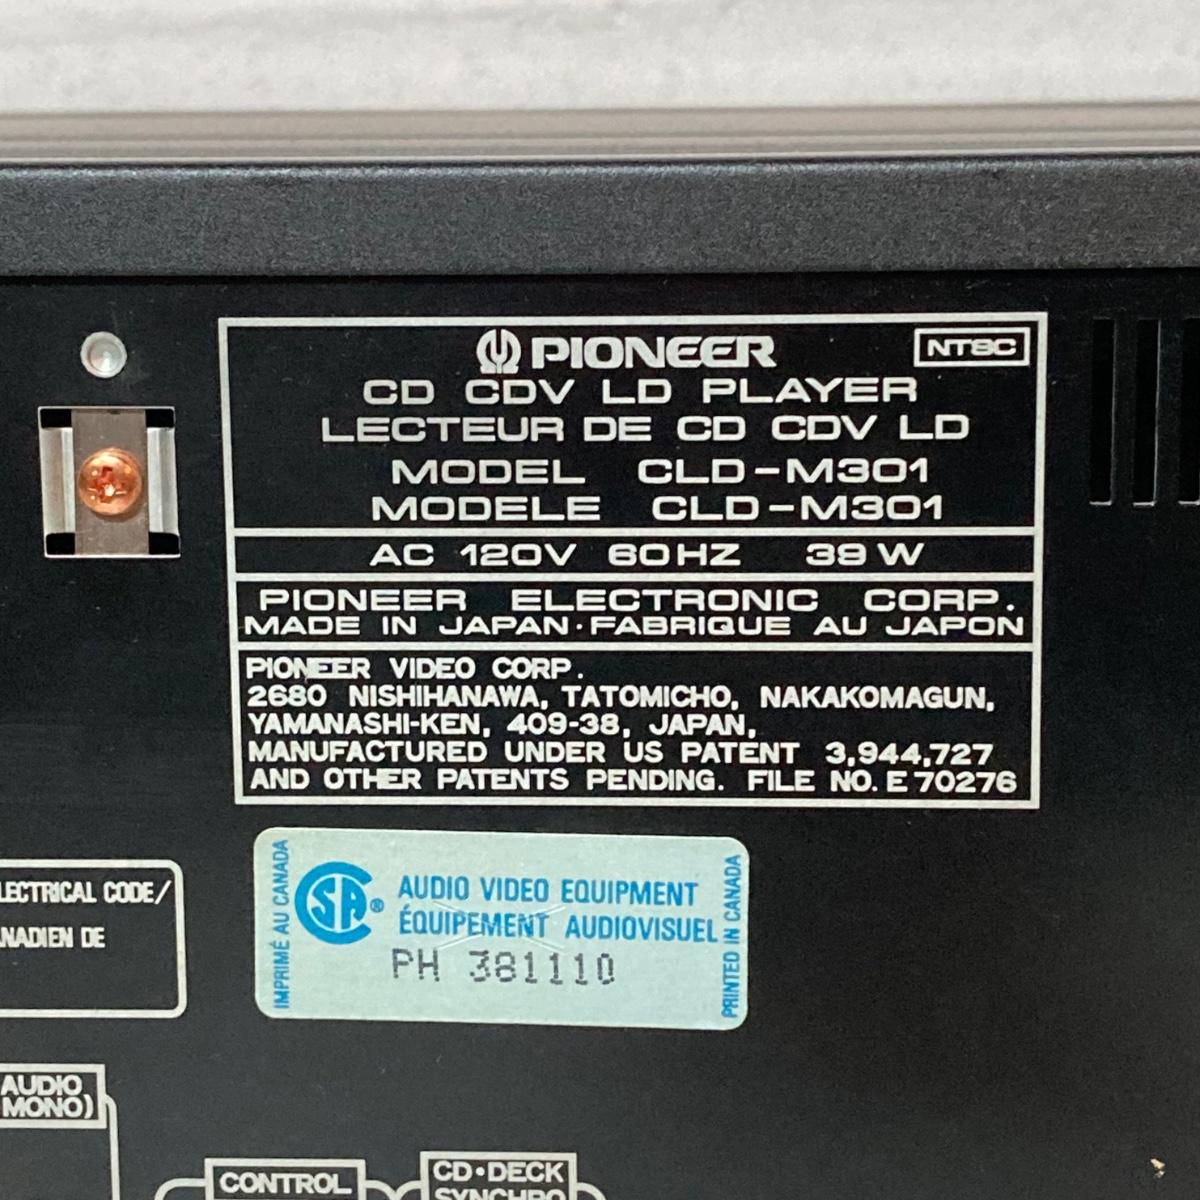 PIONEER NTSC
CD CDV LD PLAYER
LECTEUR DE CD CDV LD
MODEL CLD-M301
MODELE CLD-M301
AC 120V 60HZ 39W
PIONEER ELECTRONIC CORP.
MADE IN JAPAN·FABRIQUE AU JAPON
PIONEER VIDEO CORP.
2680 NISHIHANAWA, TATOMICHO, NAKAKOMAGUN,
YAMANASHI-KEN, 409-38, JAPAN,
MANUFACTURED UNDER US PATENT 3,944,727
AND OTHER PATENTS PENDING. FILE NO. E70276
LECTRICAL CODE/
NADIEN DE
IMPRIMÉ AU CANADA
SA®
AUDIO VIDEO EQUIPMENT
ÉQUIPEMENT AUDIOVISUEL
PH 381110
PRINTED IN CANADA
AUDIO
MONO)
CONTROL
CD•DECK
SYNCHRO